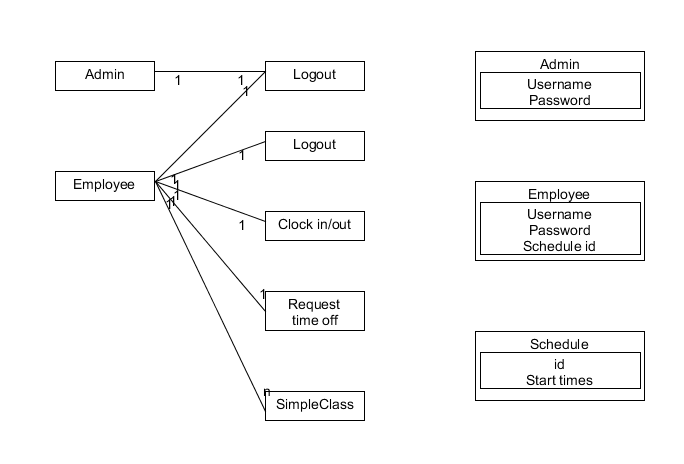 Admin
1
1
Logout
1
Logout
1
Employee
1
1
1
1
1
Clock in/out
1
Request
time off
1
SimpleClass
n
Admin
Username
Password
Employee
Username
Password
Schedule id
Schedule
id
Start times